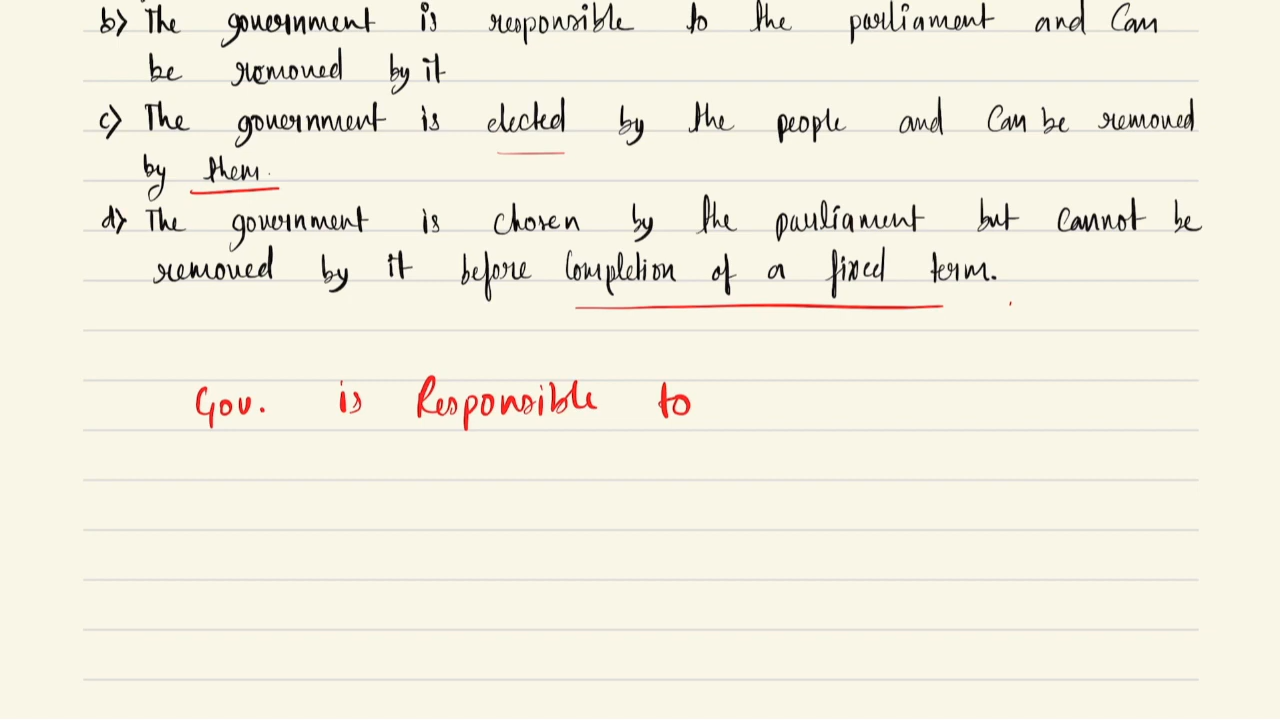 b) The government is responsible to the parliament and can
be removed by it
c) The government is elected by the people and can be removed
by them.
d) The government is chosen by the parliament but cannot be
removed by it before completion of a fixed term.
Gov. is Responsible to